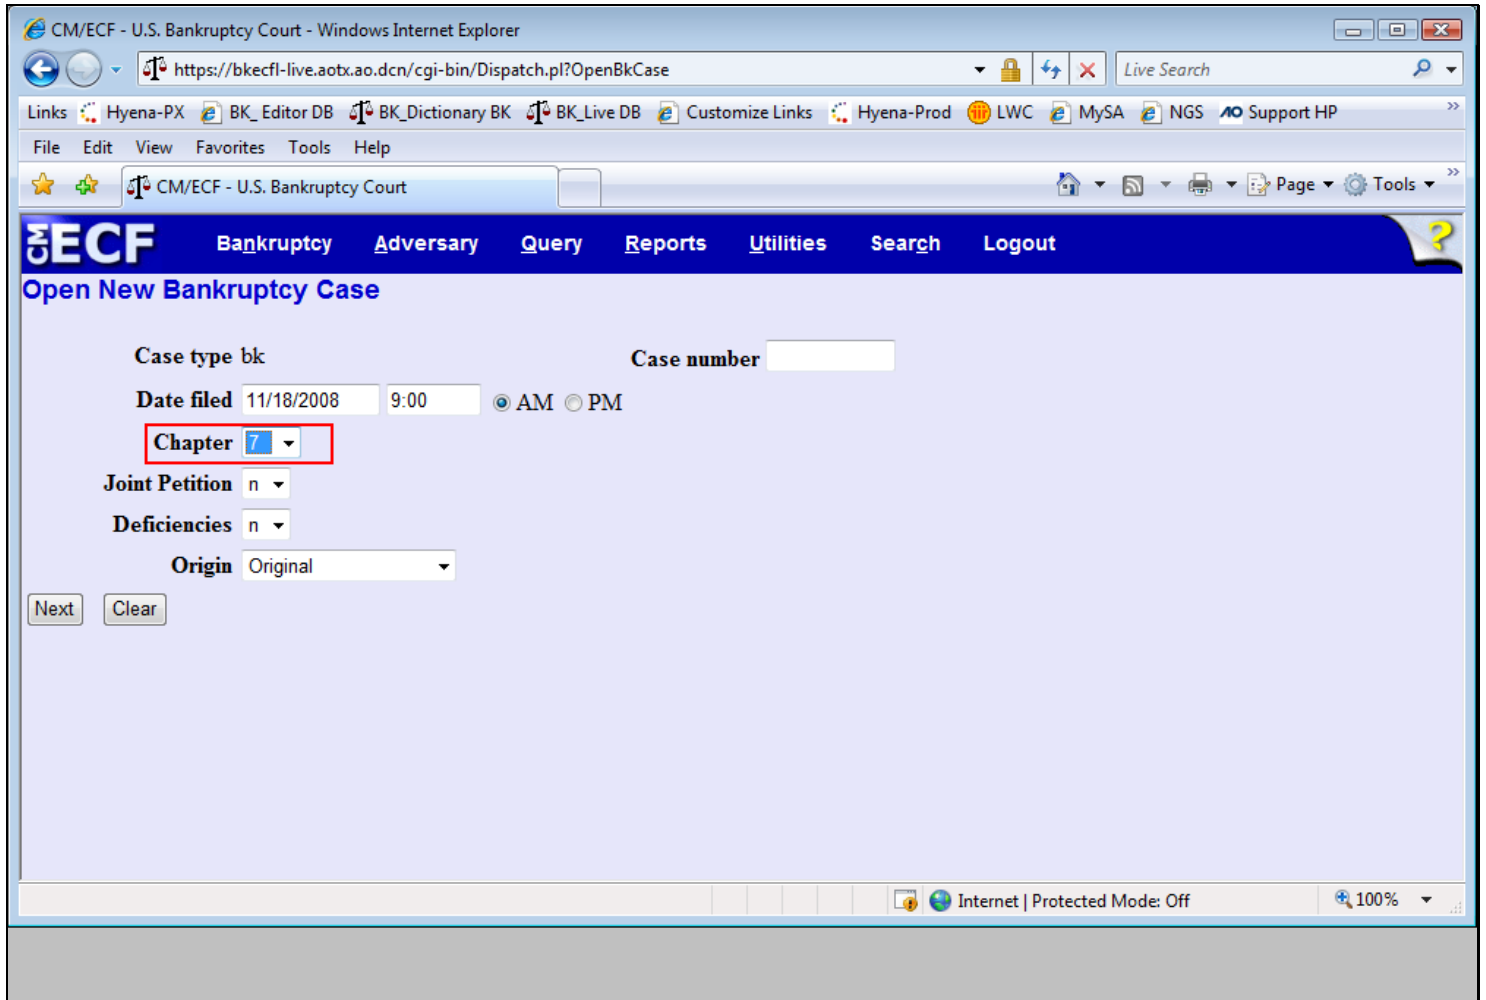 CM/ECF - U.S. Bankruptcy Court - Windows Internet Explorer
https://bkecfl-live.aotx.ao.dcn/cgi-bin/Dispatch.pl?OpenBkCase
Live Search
Links Hyena-PX BK_ Editor DB BK_Dictionary BK BK_Live DB Customize Links Hyena-Prod LWC MySA NGS AO Support HP »
File Edit View Favorites Tools Help
CM/ECF - U.S. Bankruptcy Court
Page Tools »
CM ECF Bankruptcy Adversary Query Reports Utilities Search Logout ?
Open New Bankruptcy Case
Case type bk Case number
Date filed 11/18/2008 9:00 AM PM
Chapter 7
Joint Petition n
Deficiencies n
Origin Original
Next Clear
Internet | Protected Mode: Off 100%